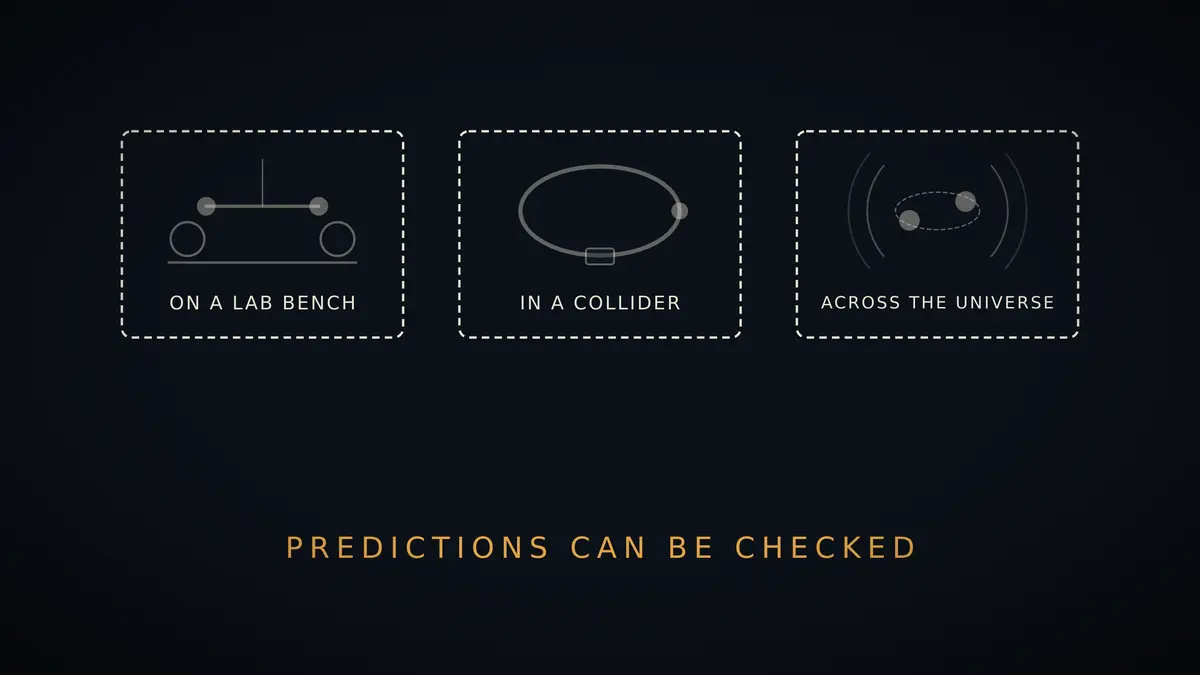 ON A LAB BENCH
IN A COLLIDER
ACROSS THE UNIVERSE
PREDICTIONS CAN BE CHECKED